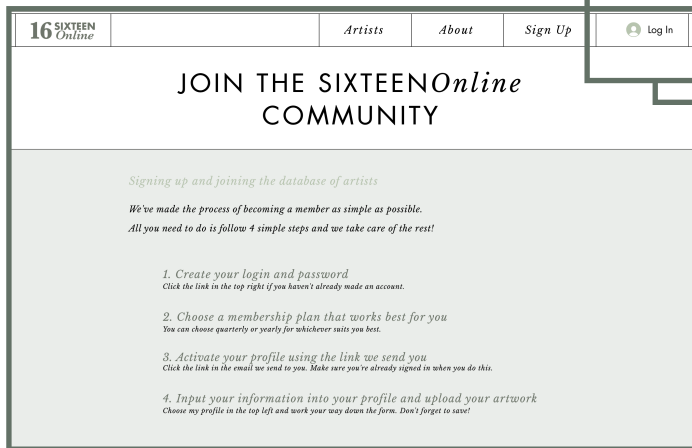 16 SIXTEEN Online
Artists
About
Sign Up
Log In
JOIN THE SIXTEENOnline
COMMUNITY
Signing up and joining the database of artists
We've made the process of becoming a member as simple as possible.
All you need to do is follow 4 simple steps and we take care of the rest!
1. Create your login and password
Click the link in the top right if you haven't already made an account.
2. Choose a membership plan that works best for you
You can choose quarterly or yearly for whichever suits you best.
3. Activate your profile using the link we send you
Click the link in the email we send to you. Make sure you're already signed in when you do this.
4. Input your information into your profile and upload your artwork
Choose my profile in the top left and work your way down the form. Don't forget to save!